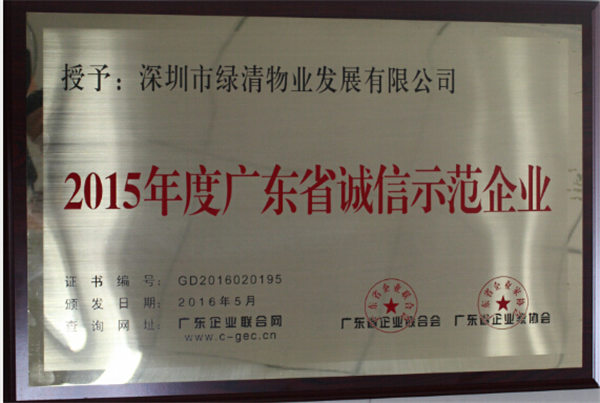 授予：深圳市绿清物业发展有限公司
2015年度广东省诚信示范企业
证书编号: GD2016020195
颁发日期: 2016年5月
查询网址: 广东企业联合网
www.c-gec.cn
广东省企业联合会 广东省企业家协会